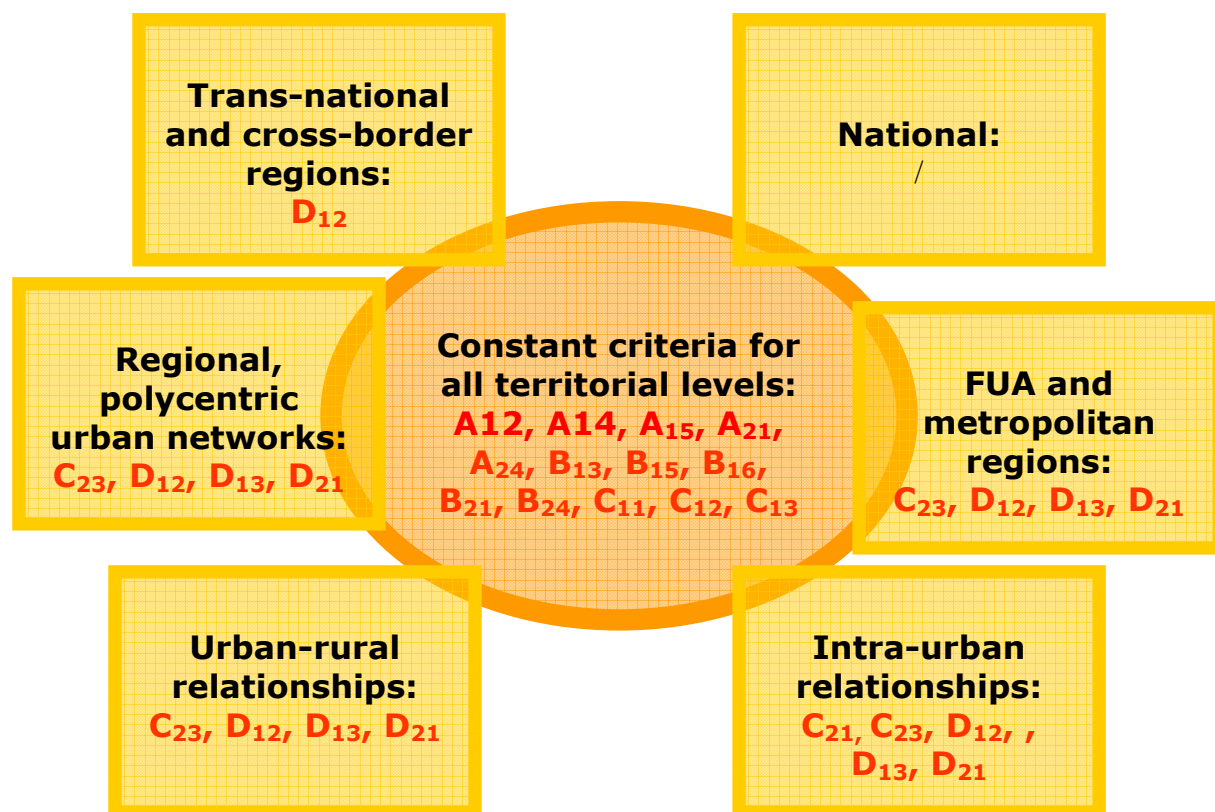 Trans-national
and cross-border
regions:
D₁₂
National:
/
Regional,
polycentric
urban networks:
C₂₃, D₁₂, D₁₃, D₂₁
Constant criteria for
all territorial levels:
A12, A14, A₁₅, A₂₁,
A₂₄, B₁₃, B₁₅, B₁₆,
B₂₁, B₂₄, C₁₁, C₁₂, C₁₃
FUA and
metropolitan
regions:
C₂₃, D₁₂, D₁₃, D₂₁
Urban-rural
relationships:
C₂₃, D₁₂, D₁₃, D₂₁
Intra-urban
relationships:
C₂₁, C₂₃, D₁₂, ,
D₁₃, D₂₁